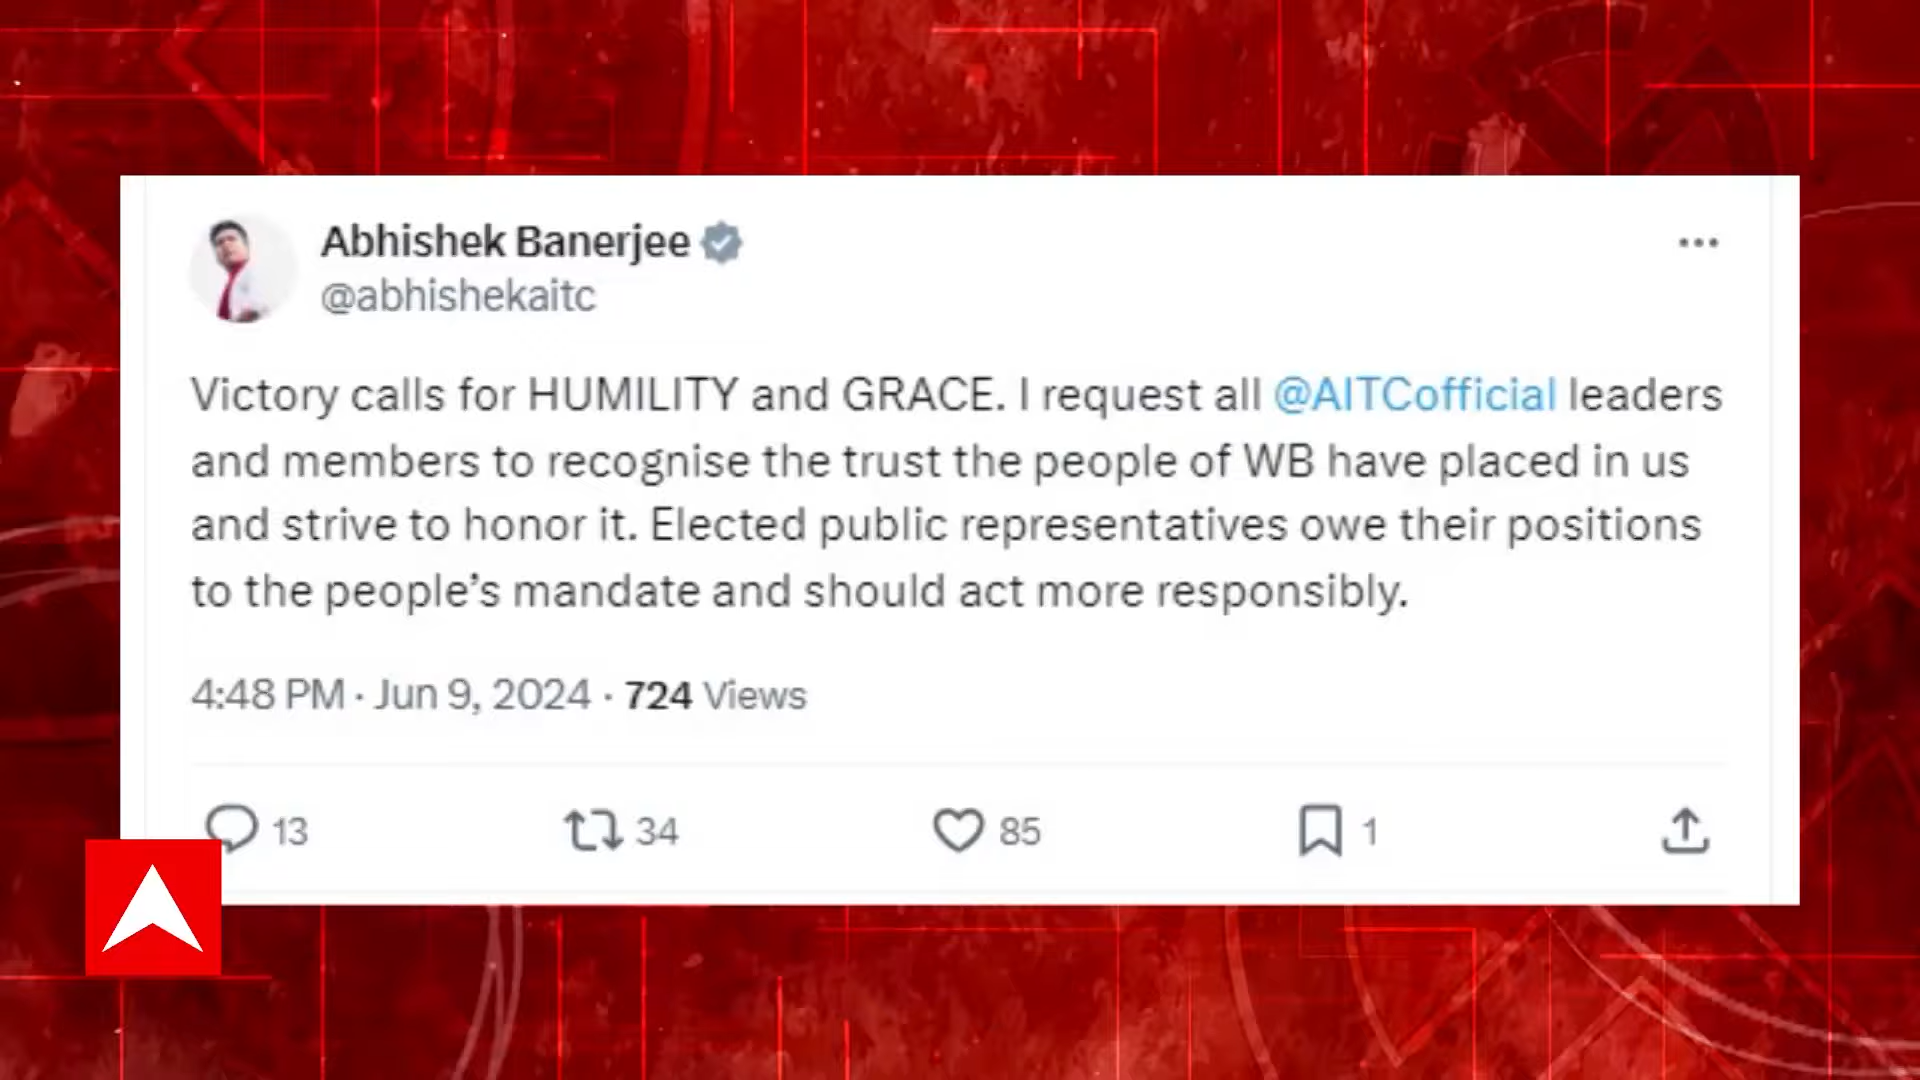 Abhishek Banerjee
@abhishekaitc
Victory calls for HUMILITY and GRACE. I request all @AITCofficial leaders
and members to recognise the trust the people of WB have placed in us
and strive to honor it. Elected public representatives owe their positions
to the people’s mandate and should act more responsibly.
4:48 PM · Jun 9, 2024 · 724 Views
13 34 85 1